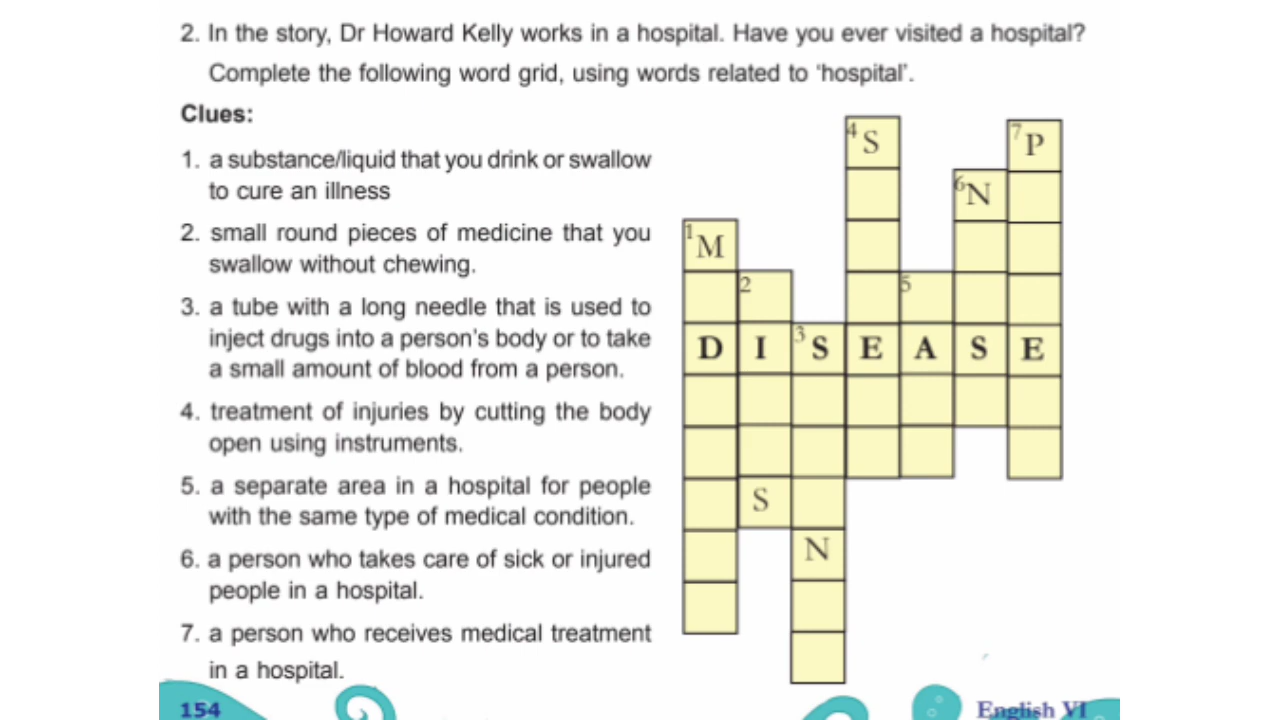 2. In the story, Dr Howard Kelly works in a hospital. Have you ever visited a hospital?
Complete the following word grid, using words related to 'hospital'.
Clues:
1. a substance/liquid that you drink or swallow
to cure an illness
2. small round pieces of medicine that you
swallow without chewing.
3. a tube with a long needle that is used to
inject drugs into a person's body or to take
a small amount of blood from a person.
4. treatment of injuries by cutting the body
open using instruments.
5. a separate area in a hospital for people
with the same type of medical condition.
6. a person who takes care of sick or injured
people in a hospital.
7. a person who receives medical treatment
in a hospital.
4 S
7 P
6 N
1 M
2
5
D I 3 S E A S E
S
N
154
English VI